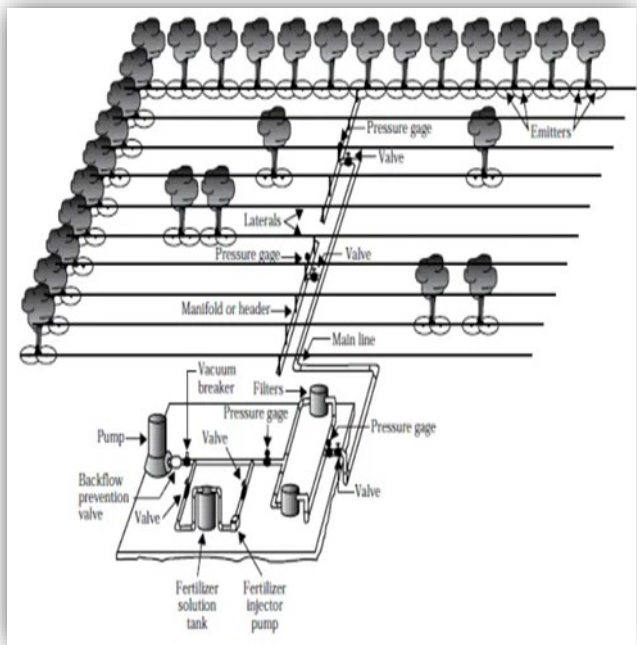 Pressure gage
Valve
Emitters
Laterals
Pressure gage
Valve
Manifold or header
Main line
Vacuum
breaker
Filters
Pressure gage
Pump
Valve
Pressure gage
Backflow
prevention
valve
Valve
Valve
Fertilizer
solution
tank
Fertilizer
injector
pump